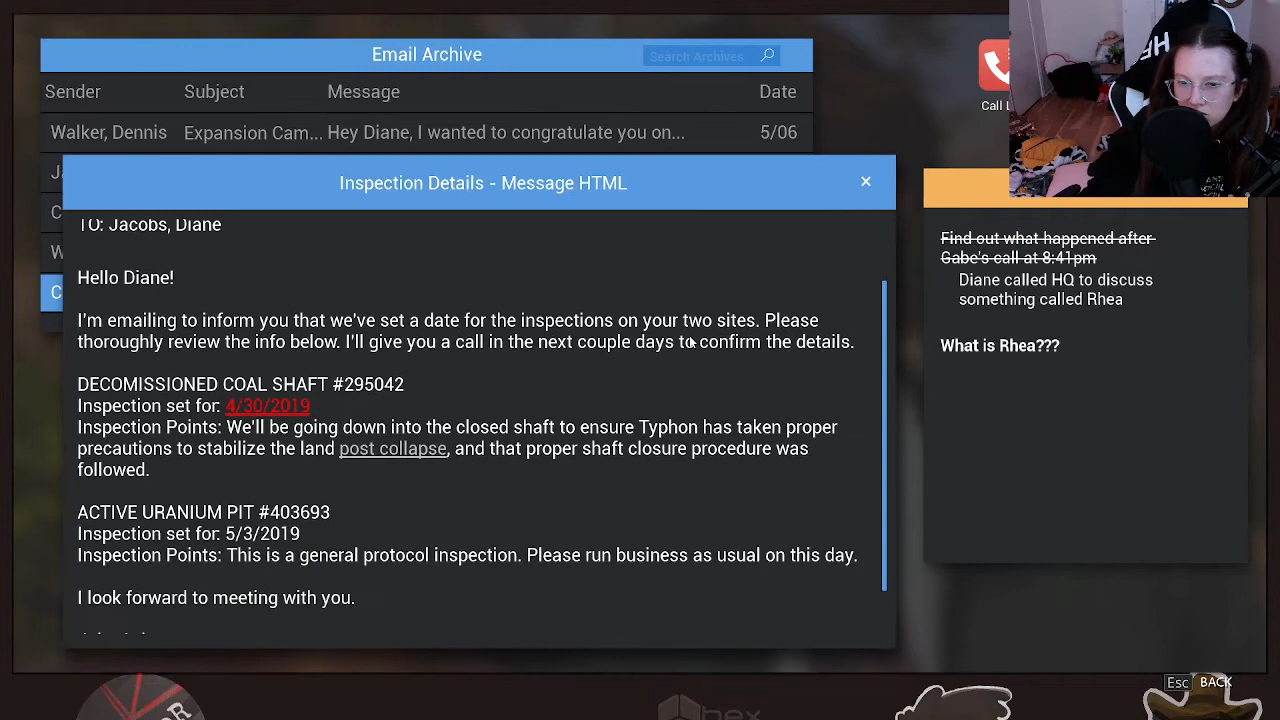 Email Archive
Search Archives
Sender Subject Message Date
Call
Walker, Dennis Expansion Cam... Hey Diane, I wanted to congratulate you on... 5/06
Inspection Details - Message HTML
TO: Jacobs, Diane
Hello Diane!
I'm emailing to inform you that we've set a date for the inspections on your two sites. Please
thoroughly review the info below. I'll give you a call in the next couple days to confirm the details.
DECOMISSIONED COAL SHAFT #295042
Inspection set for: 4/30/2019
Inspection Points: We'll be going down into the closed shaft to ensure Typhon has taken proper
precautions to stabilize the land post collapse, and that proper shaft closure procedure was
followed.
ACTIVE URANIUM PIT #403693
Inspection set for: 5/3/2019
Inspection Points: This is a general protocol inspection. Please run business as usual on this day.
I look forward to meeting with you.
Find out what happened after
Gabe's call at 8:41pm
Diane called HQ to discuss
something called Rhea
What is Rhea???
Esc BACK